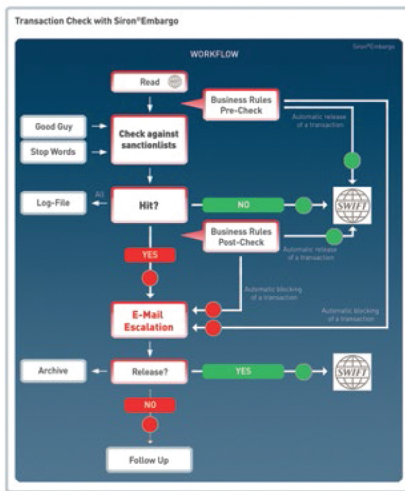 Transaction Check with Siron®Embargo
Siron®Embargo
WORKFLOW
Read
Business Rules
Pre-Check
Automatic release
of a transaction
Good Guy
Stop Words
Check against
sanctionlists
Log-File
All
Hit?
NO
SWIFT
Business Rules
Post-Check
Automatic release
of a transaction
YES
Automatic blocking
of a transaction
Automatic blocking
of a transaction
E-Mail
Escalation
Archive
Release?
YES
SWIFT
NO
Follow Up